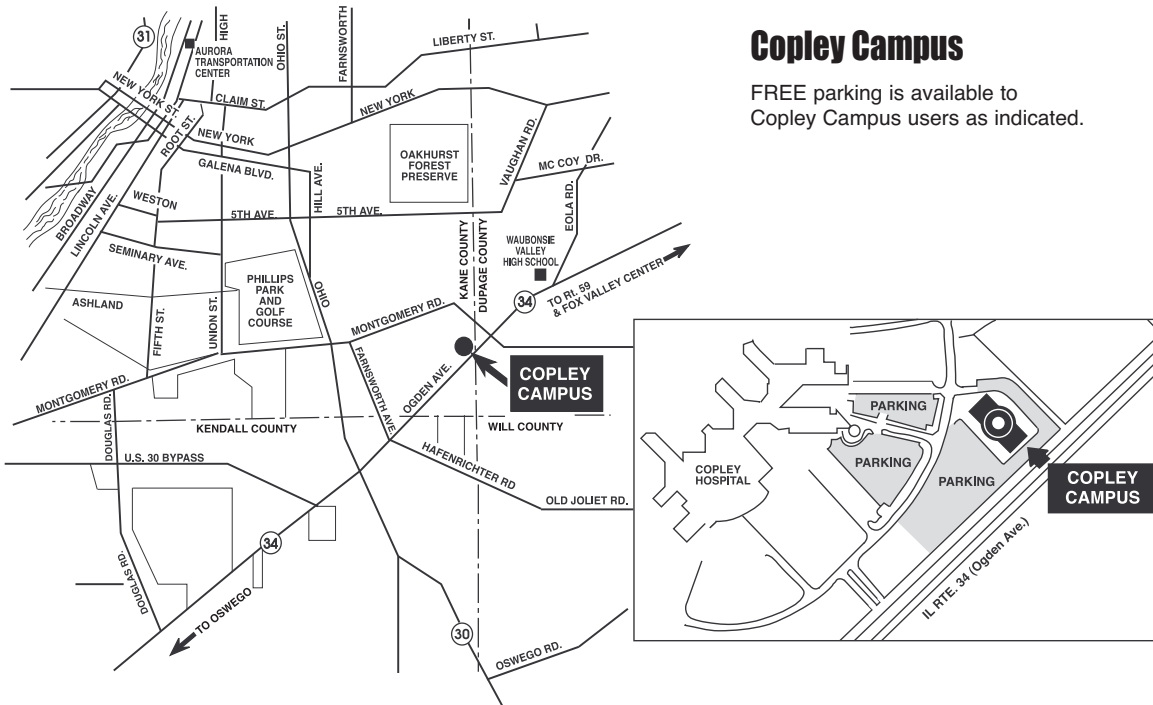 Copley Campus
FREE parking is available to
Copley Campus users as indicated.
31
AURORA
TRANSPORTATION
CENTER
HIGH
OHIO ST.
FARNSWORTH
LIBERTY ST.
NEW YORK ST.
CLAIM ST.
NEW YORK
ROOT ST.
NEW YORK
GALENA BLVD.
HILL AVE.
OAKHURST
FOREST
PRESERVE
VAUGHAN RD.
MC COY DR.
EOLA RD.
BROADWAY
LINCOLN AVE.
WESTON
5TH AVE.
5TH AVE.
SEMINARY AVE.
KANE COUNTY
DUPAGE COUNTY
WAUBONSIE
VALLEY
HIGH SCHOOL
34
TO Rt. 59
& FOX VALLEY CENTER
ASHLAND
FIFTH ST.
UNION ST.
PHILLIPS
PARK
AND
GOLF
COURSE
OHIO
MONTGOMERY RD.
FARNSWORTH AVE.
OGDEN AVE.
COPLEY
CAMPUS
MONTGOMERY RD.
DOUGLAS RD.
KENDALL COUNTY
WILL COUNTY
U.S. 30 BYPASS
HAFENRICHTER RD
OLD JOLIET RD.
34
DOUGLAS RD.
TO OSWEGO
30
OSWEGO RD.
PARKING
PARKING
PARKING
COPLEY
HOSPITAL
COPLEY
CAMPUS
IL RTE. 34 (Ogden Ave.)